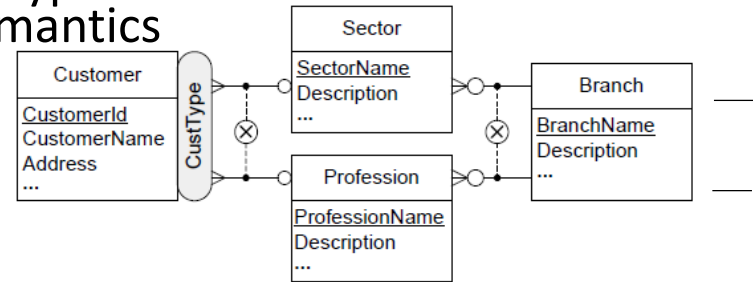 mantics
Customer
CustomerId
CustomerName
Address
...
CustType
Sector
SectorName
Description
...
Profession
ProfessionName
Description
...
Branch
BranchName
Description
...